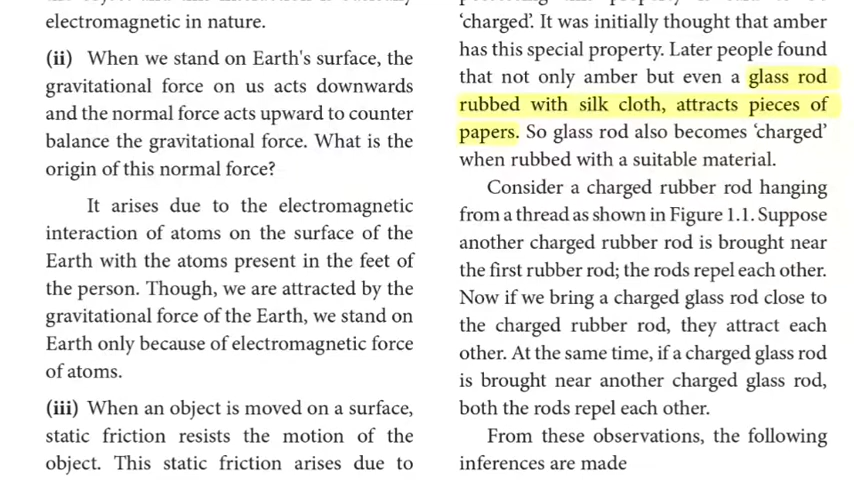 electromagnetic in nature.
(ii) When we stand on Earth's surface, the
gravitational force on us acts downwards
and the normal force acts upward to counter
balance the gravitational force. What is the
origin of this normal force?
It arises due to the electromagnetic
interaction of atoms on the surface of the
Earth with the atoms present in the feet of
the person. Though, we are attracted by the
gravitational force of the Earth, we stand on
Earth only because of electromagnetic force
of atoms.
(iii) When an object is moved on a surface,
static friction resists the motion of the
object. This static friction arises due to
‘charged’. It was initially thought that amber
has this special property. Later people found
that not only amber but even a glass rod
rubbed with silk cloth, attracts pieces of
papers. So glass rod also becomes ‘charged’
when rubbed with a suitable material.
Consider a charged rubber rod hanging
from a thread as shown in Figure 1.1. Suppose
another charged rubber rod is brought near
the first rubber rod; the rods repel each other.
Now if we bring a charged glass rod close to
the charged rubber rod, they attract each
other. At the same time, if a charged glass rod
is brought near another charged glass rod,
both the rods repel each other.
From these observations, the following
inferences are made